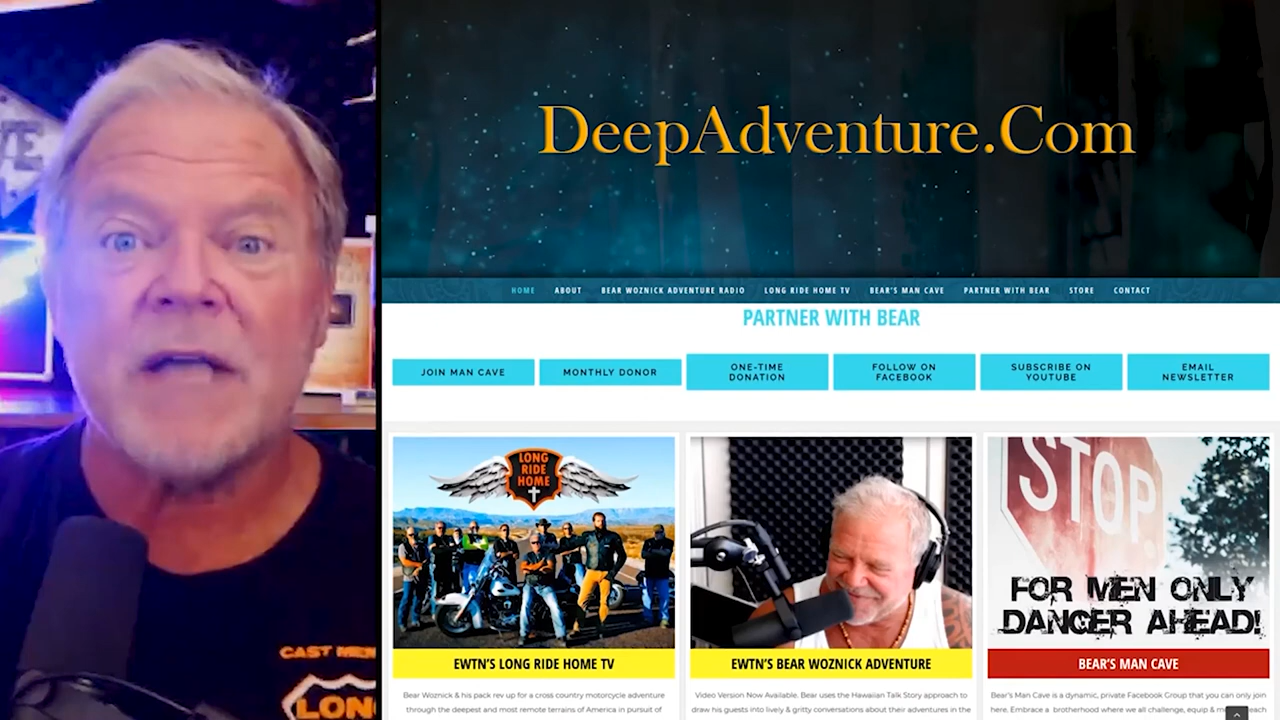 DeepAdventure.Com
HOME ABOUT BEAR WOZNICK ADVENTURE RADIO LONG RIDE HOME TV BEAR'S MAN CAVE PARTNER WITH BEAR STORE CONTACT
PARTNER WITH BEAR
JOIN MAN CAVE
MONTHLY DONOR
ONE-TIME
DONATION
FOLLOW ON
FACEBOOK
SUBSCRIBE ON
YOUTUBE
EMAIL
NEWSLETTER
LONG
RIDE
HOME
EWTN'S LONG RIDE HOME TV
Bear Woznick & his pack rev up for a cross country motorcycle adventure
through the deepest and most remote terrains of America in pursuit of
EWTN'S BEAR WOZNICK ADVENTURE
Video Version Now Available. Bear uses the Hawaiian Talk Story approach to
draw his guests into lively & gritty conversations about their adventures in the
STOP
FOR MEN ONLY
DANGER AHEAD!
BEAR'S MAN CAVE
Bear's Man Cave is a dynamic, private Facebook Group that you can only join
here. Embrace a brotherhood where we all challenge, equip &
CAST
LON